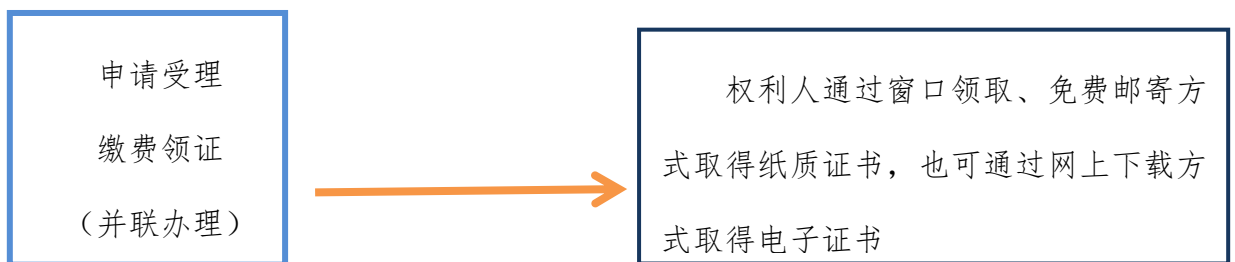 申请受理
缴费领证
（并联办理）
权利人通过窗口领取、免费邮寄方
式取得纸质证书，也可通过网上下载方
式取得电子证书